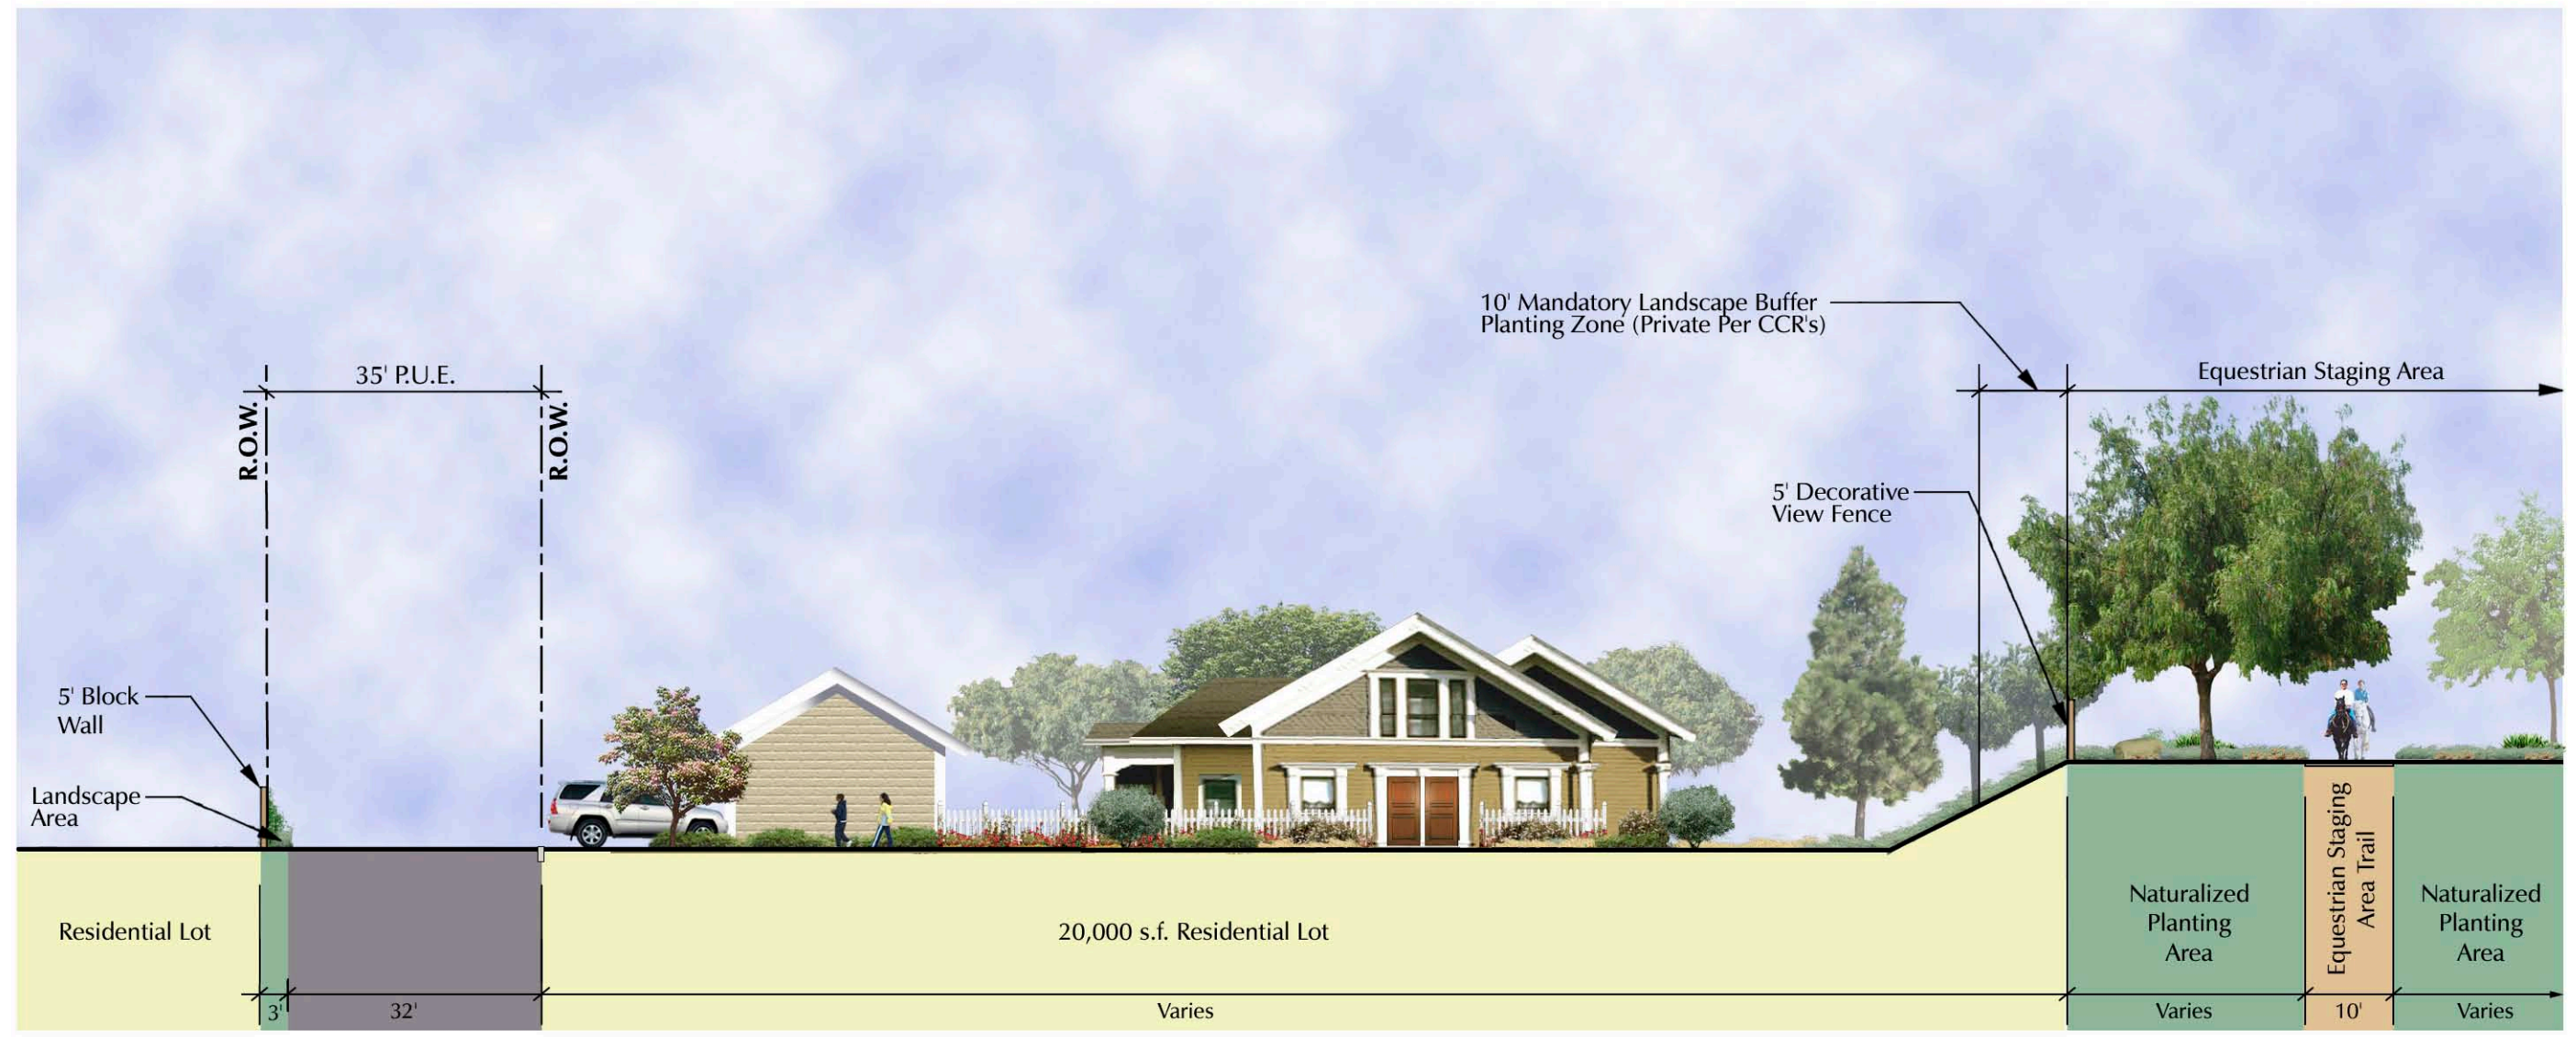 10' Mandatory Landscape Buffer
Planting Zone (Private Per CCR's)
35' P.U.E.
Equestrian Staging Area
R.O.W.
R.O.W.
5' Decorative
View Fence
5' Block
Wall
Landscape
Area
Residential Lot
20,000 s.f. Residential Lot
Naturalized
Planting
Area
Equestrian Staging
Area Trail
Naturalized
Planting
Area
3'
32'
Varies
Varies
10'
Varies